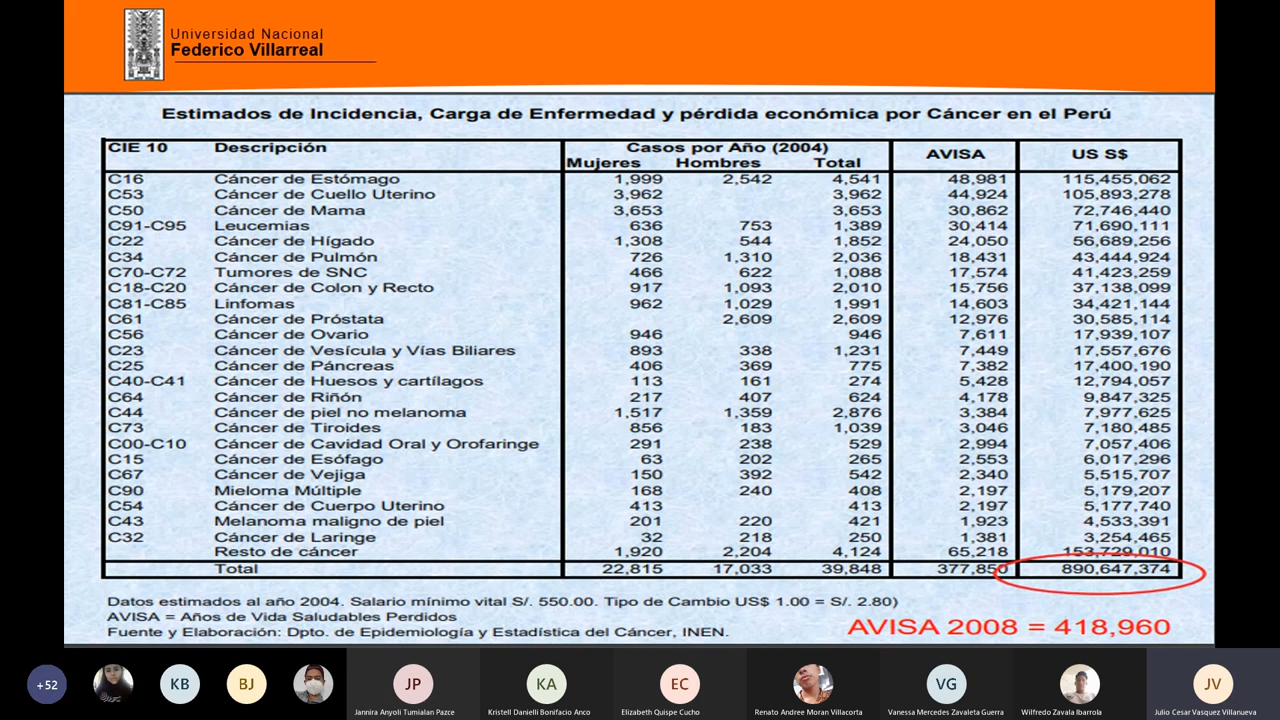 Universidad Nacional
Federico Villarreal
Estimados de Incidencia, Carga de Enfermedad y pérdida económica por Cáncer en el Perú
CIE 10 Descripción Casos por Año (2004) AVISA US S$
Mujeres Hombres Total
C16 Cáncer de Estómago 1,999 2,542 4,541 48,981 115,455,062
C53 Cáncer de Cuello Uterino 3,962 3,962 44,924 105,893,278
C50 Cáncer de Mama 3,653 3,653 30,862 72,746,440
C91-C95 Leucemias 636 753 1,389 30,414 71,690,111
C22 Cáncer de Hígado 1,308 544 1,852 24,050 56,689,256
C34 Cáncer de Pulmón 726 1,310 2,036 18,431 43,444,924
C70-C72 Tumores de SNC 466 622 1,088 17,574 41,423,259
C18-C20 Cáncer de Colon y Recto 917 1,093 2,010 15,756 37,138,099
C81-C85 Linfomas 962 1,029 1,991 14,603 34,421,144
C61 Cáncer de Próstata 2,609 2,609 12,976 30,585,114
C56 Cáncer de Ovario 946 946 7,611 17,939,107
C23 Cáncer de Vesícula y Vías Biliares 893 338 1,231 7,449 17,557,676
C25 Cáncer de Páncreas 406 369 775 7,382 17,400,190
C40-C41 Cáncer de Huesos y cartílagos 113 161 274 5,428 12,794,057
C64 Cáncer de Riñón 217 407 624 4,178 9,847,325
C44 Cáncer de piel no melanoma 1,517 1,359 2,876 3,384 7,977,625
C73 Cáncer de Tiroides 856 183 1,039 3,046 7,180,485
C00-C10 Cáncer de Cavidad Oral y Orofaringe 291 238 529 2,994 7,057,406
C15 Cáncer de Esófago 63 202 265 2,553 6,017,296
C67 Cáncer de Vejiga 150 392 542 2,340 5,515,707
C90 Mieloma Múltiple 168 240 408 2,197 5,179,207
C54 Cáncer de Cuerpo Uterino 413 413 2,197 5,177,740
C43 Melanoma maligno de piel 201 220 421 1,923 4,533,391
C32 Cáncer de Laringe 32 218 250 1,381 3,254,465
Resto de cáncer 1,920 2,204 4,124 65,218 153,729,010
Total 22,815 17,033 39,848 377,850 890,647,374
Datos estimados al año 2004. Salario mínimo vital S/. 550.00. Tipo de Cambio US$ 1.00 = S/. 2.80)
AVISA = Años de Vida Saludables Perdidos
Fuente y Elaboración: Dpto. de Epidemiología y Estadística del Cáncer, INEN.
AVISA 2008 = 418,960
+52 KB BJ JP KA EC VG JV
Jannira Anyoli Tumialan Pazce Kristell Danielli Bonifacio Anco Elizabeth Quispe Cucho Renato Andree Moran Villacorta Vanessa Mercedes Zavaleta Guerra Wilfredo Zavala Ibarrola Julio Cesar Vasquez Villanueva